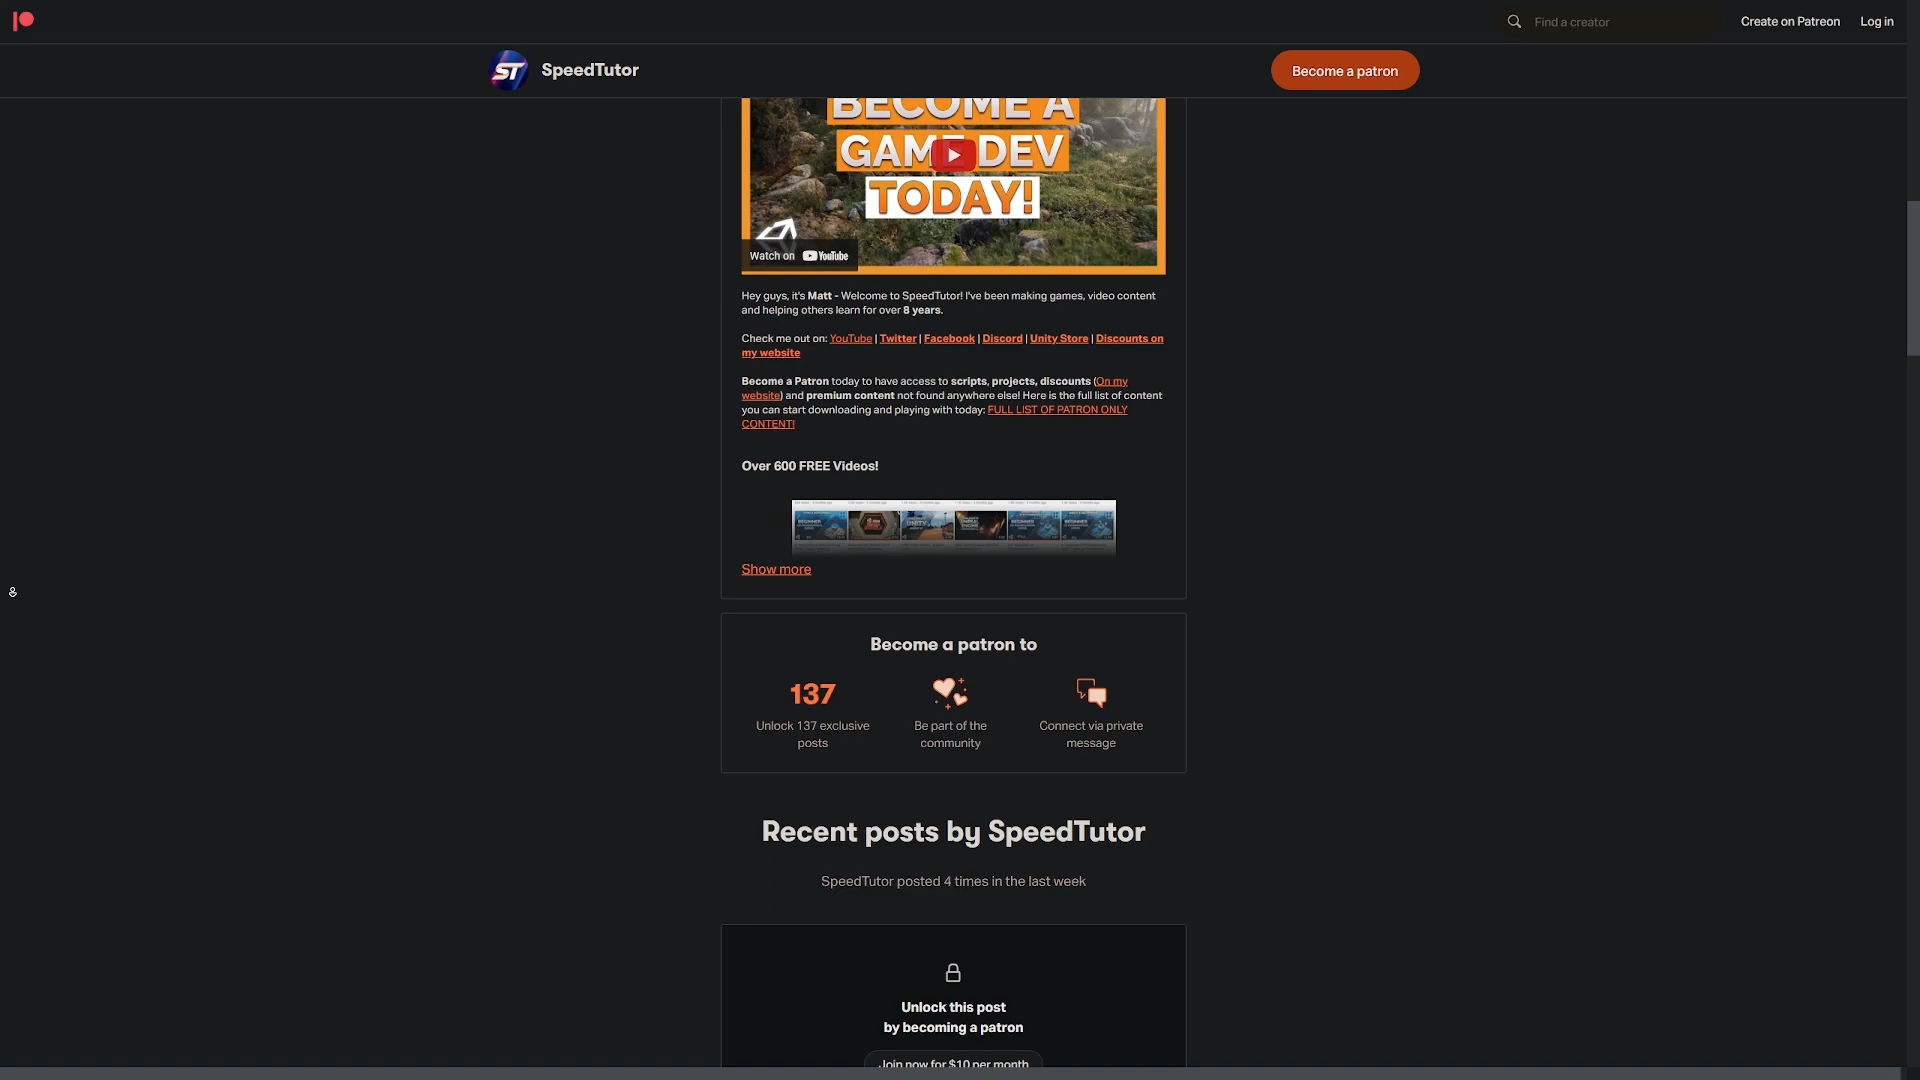 Find a creator
Create on Patreon
Log in
ST
SpeedTutor
Become a patron
BECOME A
GAME DEV
TODAY!
Watch on YouTube
Hey guys, it's Matt - Welcome to SpeedTutor! I've been making games, video content
and helping others learn for over 8 years.
Check me out on: YouTube | Twitter | Facebook | Discord | Unity Store | Discounts on
my website
Become a Patron today to have access to scripts, projects, discounts (On my
website) and premium content not found anywhere else! Here is the full list of content
you can start downloading and playing with today: FULL LIST OF PATRON ONLY
CONTENT!
Over 600 FREE Videos!
Show more
Become a patron to
137
Unlock 137 exclusive
posts
Be part of the
community
Connect via private
message
Recent posts by SpeedTutor
SpeedTutor posted 4 times in the last week
Unlock this post
by becoming a patron
Join now for $10 per month